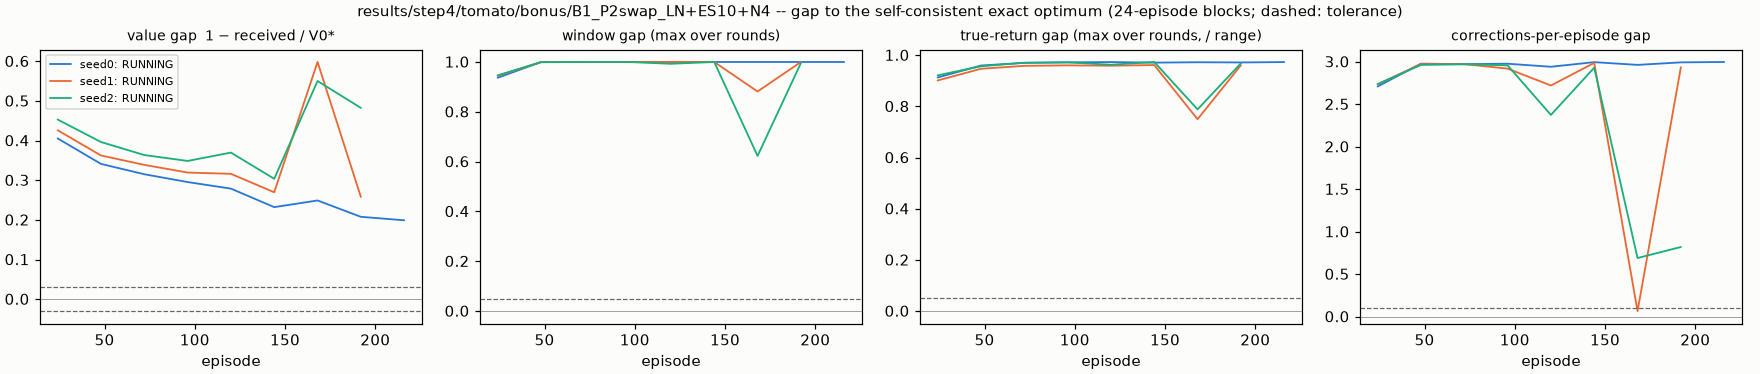 results/step4/tomato/bonus/B1_P2swap_LN+ES10+N4 -- gap to the self-consistent exact optimum (24-episode blocks; dashed: tolerance)
value gap 1 − received / V0*
0.6
0.5
0.4
0.3
0.2
0.1
0.0
seed0: RUNNING
seed1: RUNNING
seed2: RUNNING
50 100 150 200
episode
window gap (max over rounds)
1.0
0.8
0.6
0.4
0.2
0.0
50 100 150 200
episode
true-return gap (max over rounds, / range)
1.0
0.8
0.6
0.4
0.2
0.0
50 100 150 200
episode
corrections-per-episode gap
3.0
2.5
2.0
1.5
1.0
0.5
0.0
50 100 150 200
episode